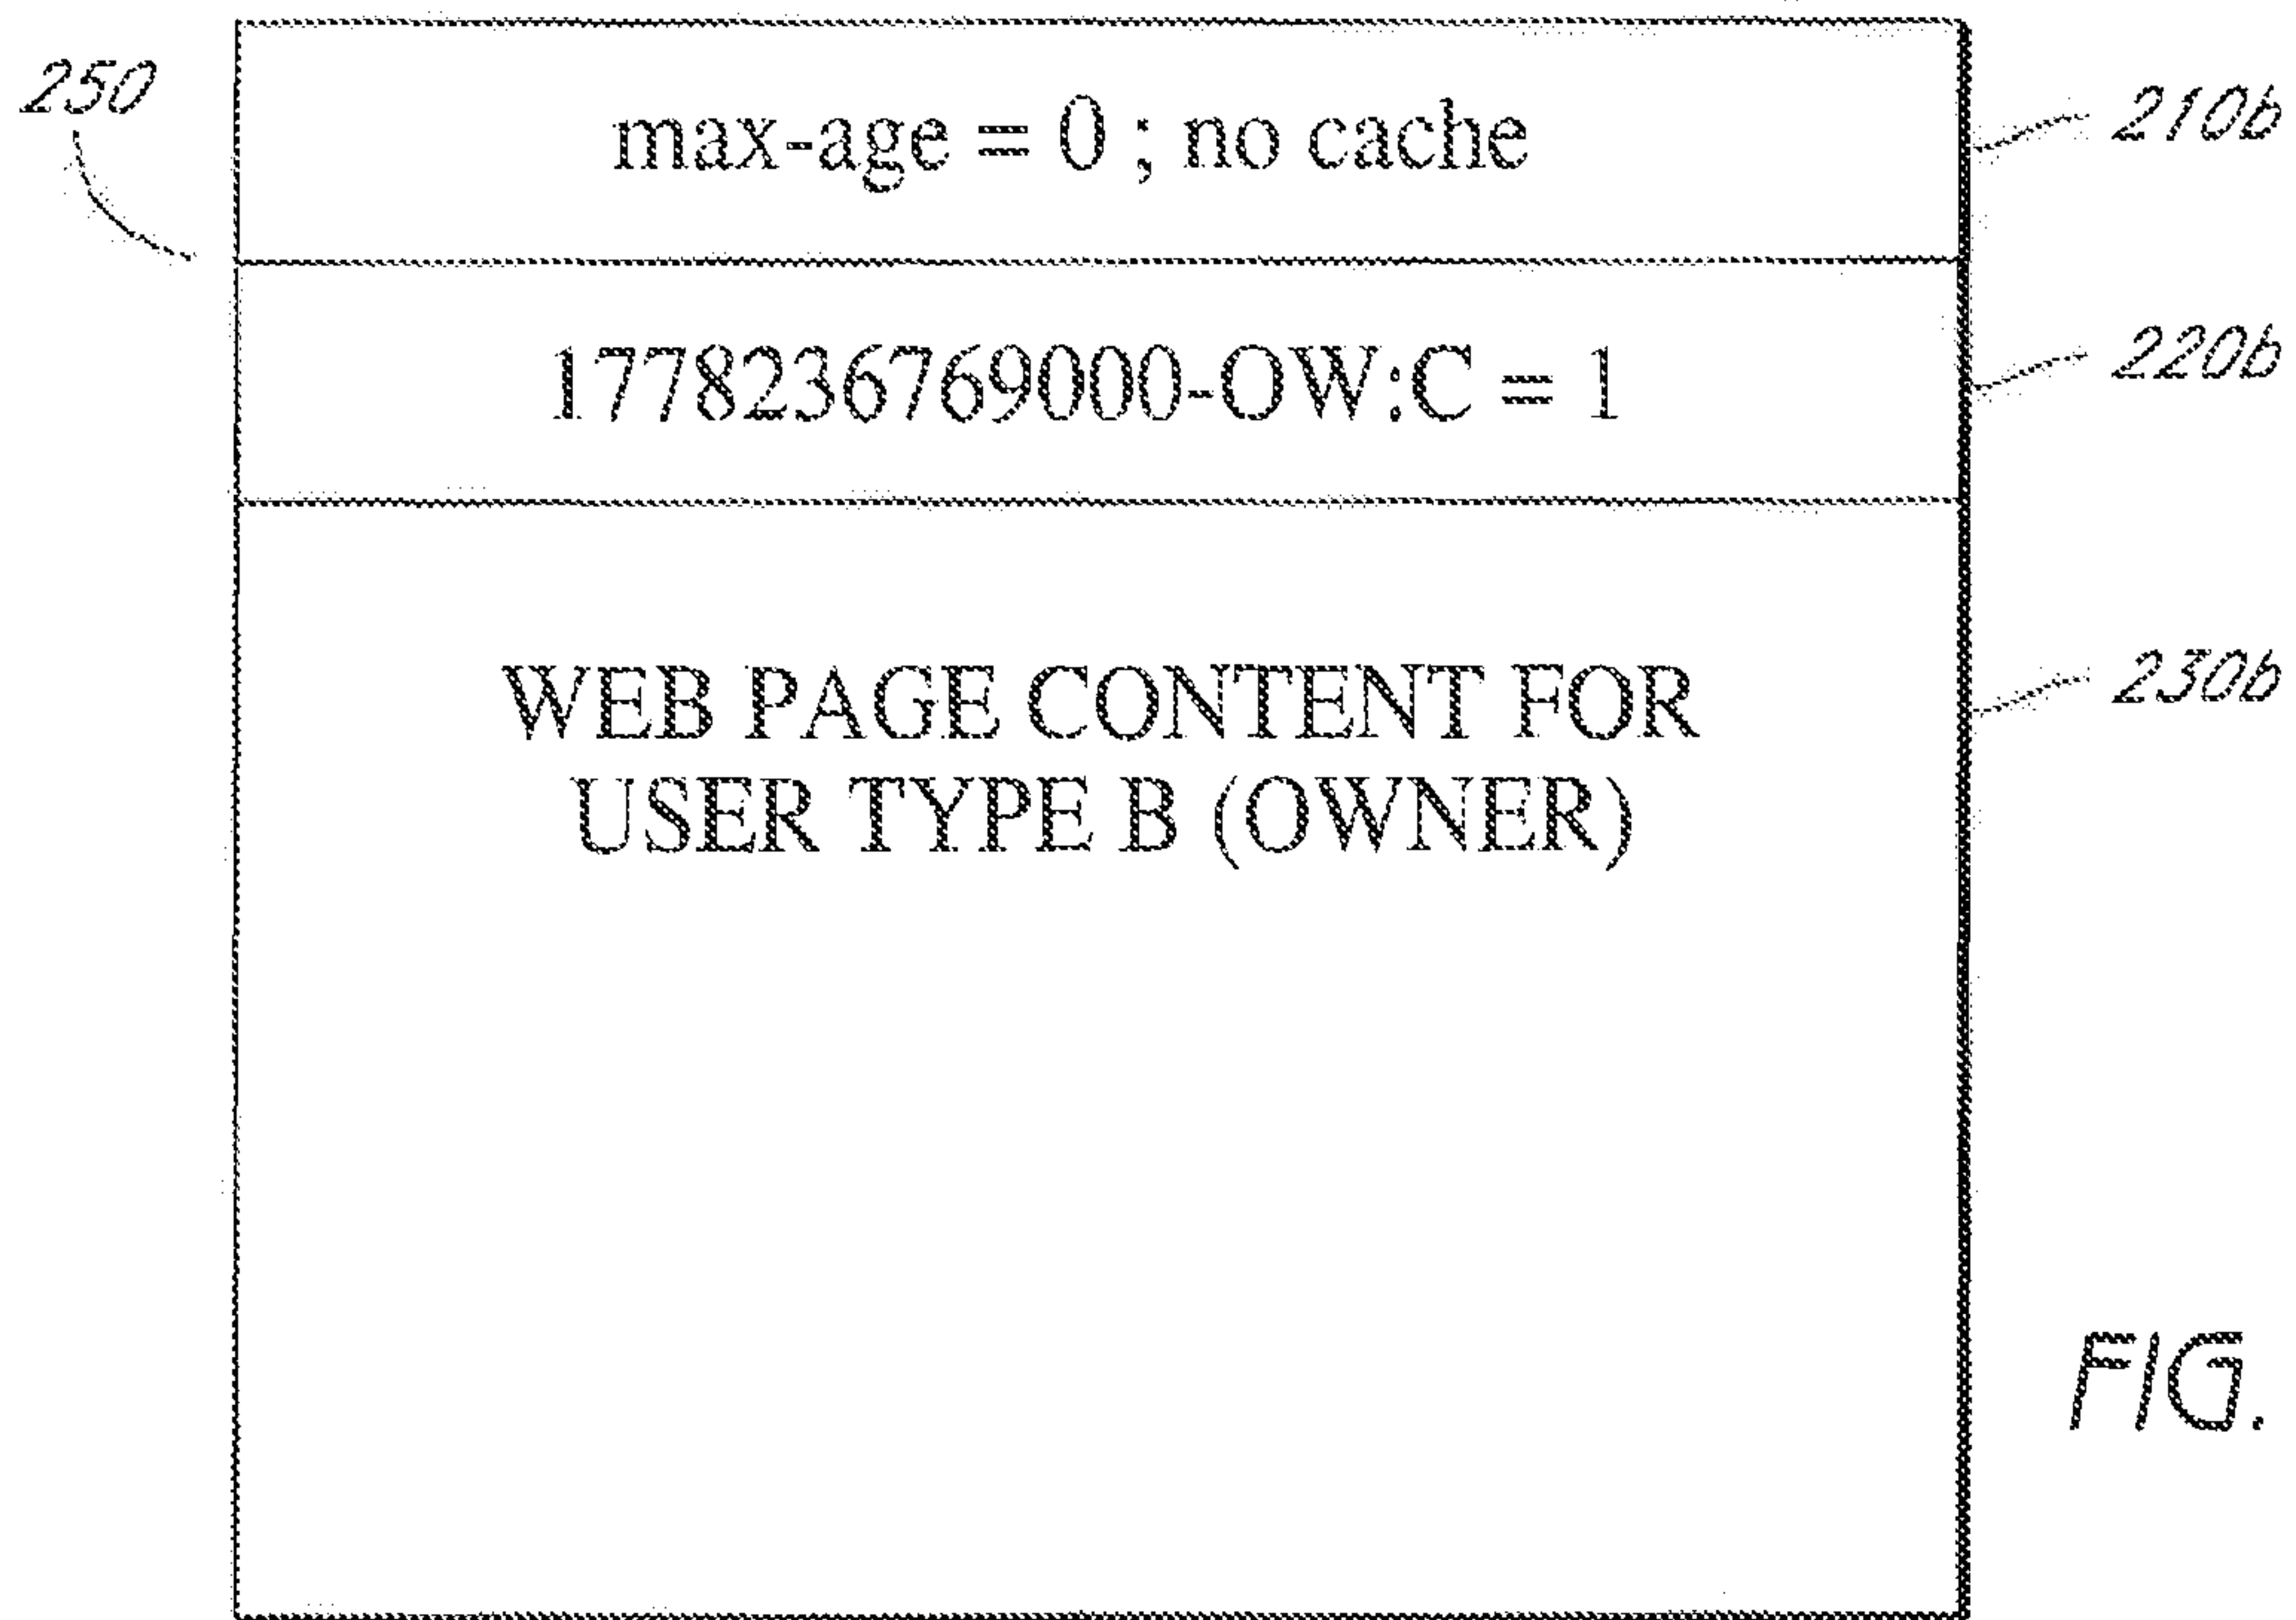 250
max-age = 0 ; no cache
210b
1778236769000-OW:C = 1
220b
WEB PAGE CONTENT FOR
USER TYPE B (OWNER)
230b
FIG.